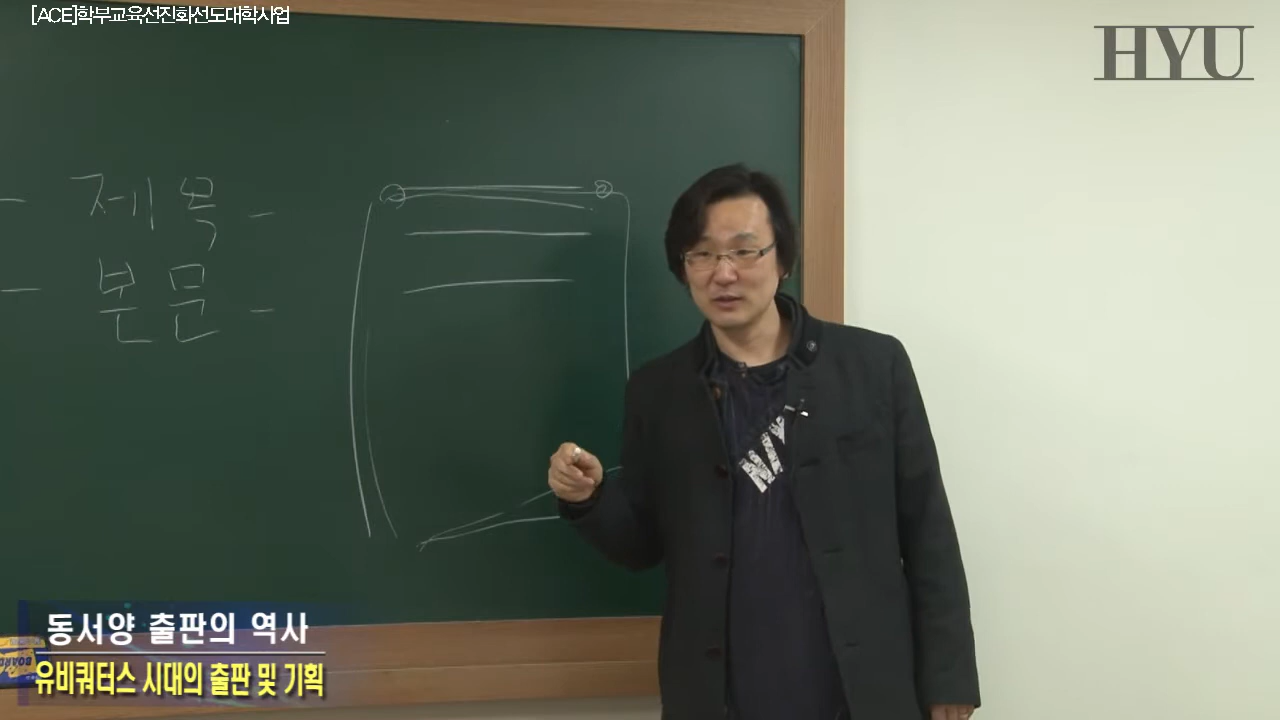 [ACE]학부교육선진화선도대학사업
HYU
- 제목 -
- 본문 -
NY
동서양 출판의 역사
유비쿼터스 시대의 출판 및 기획